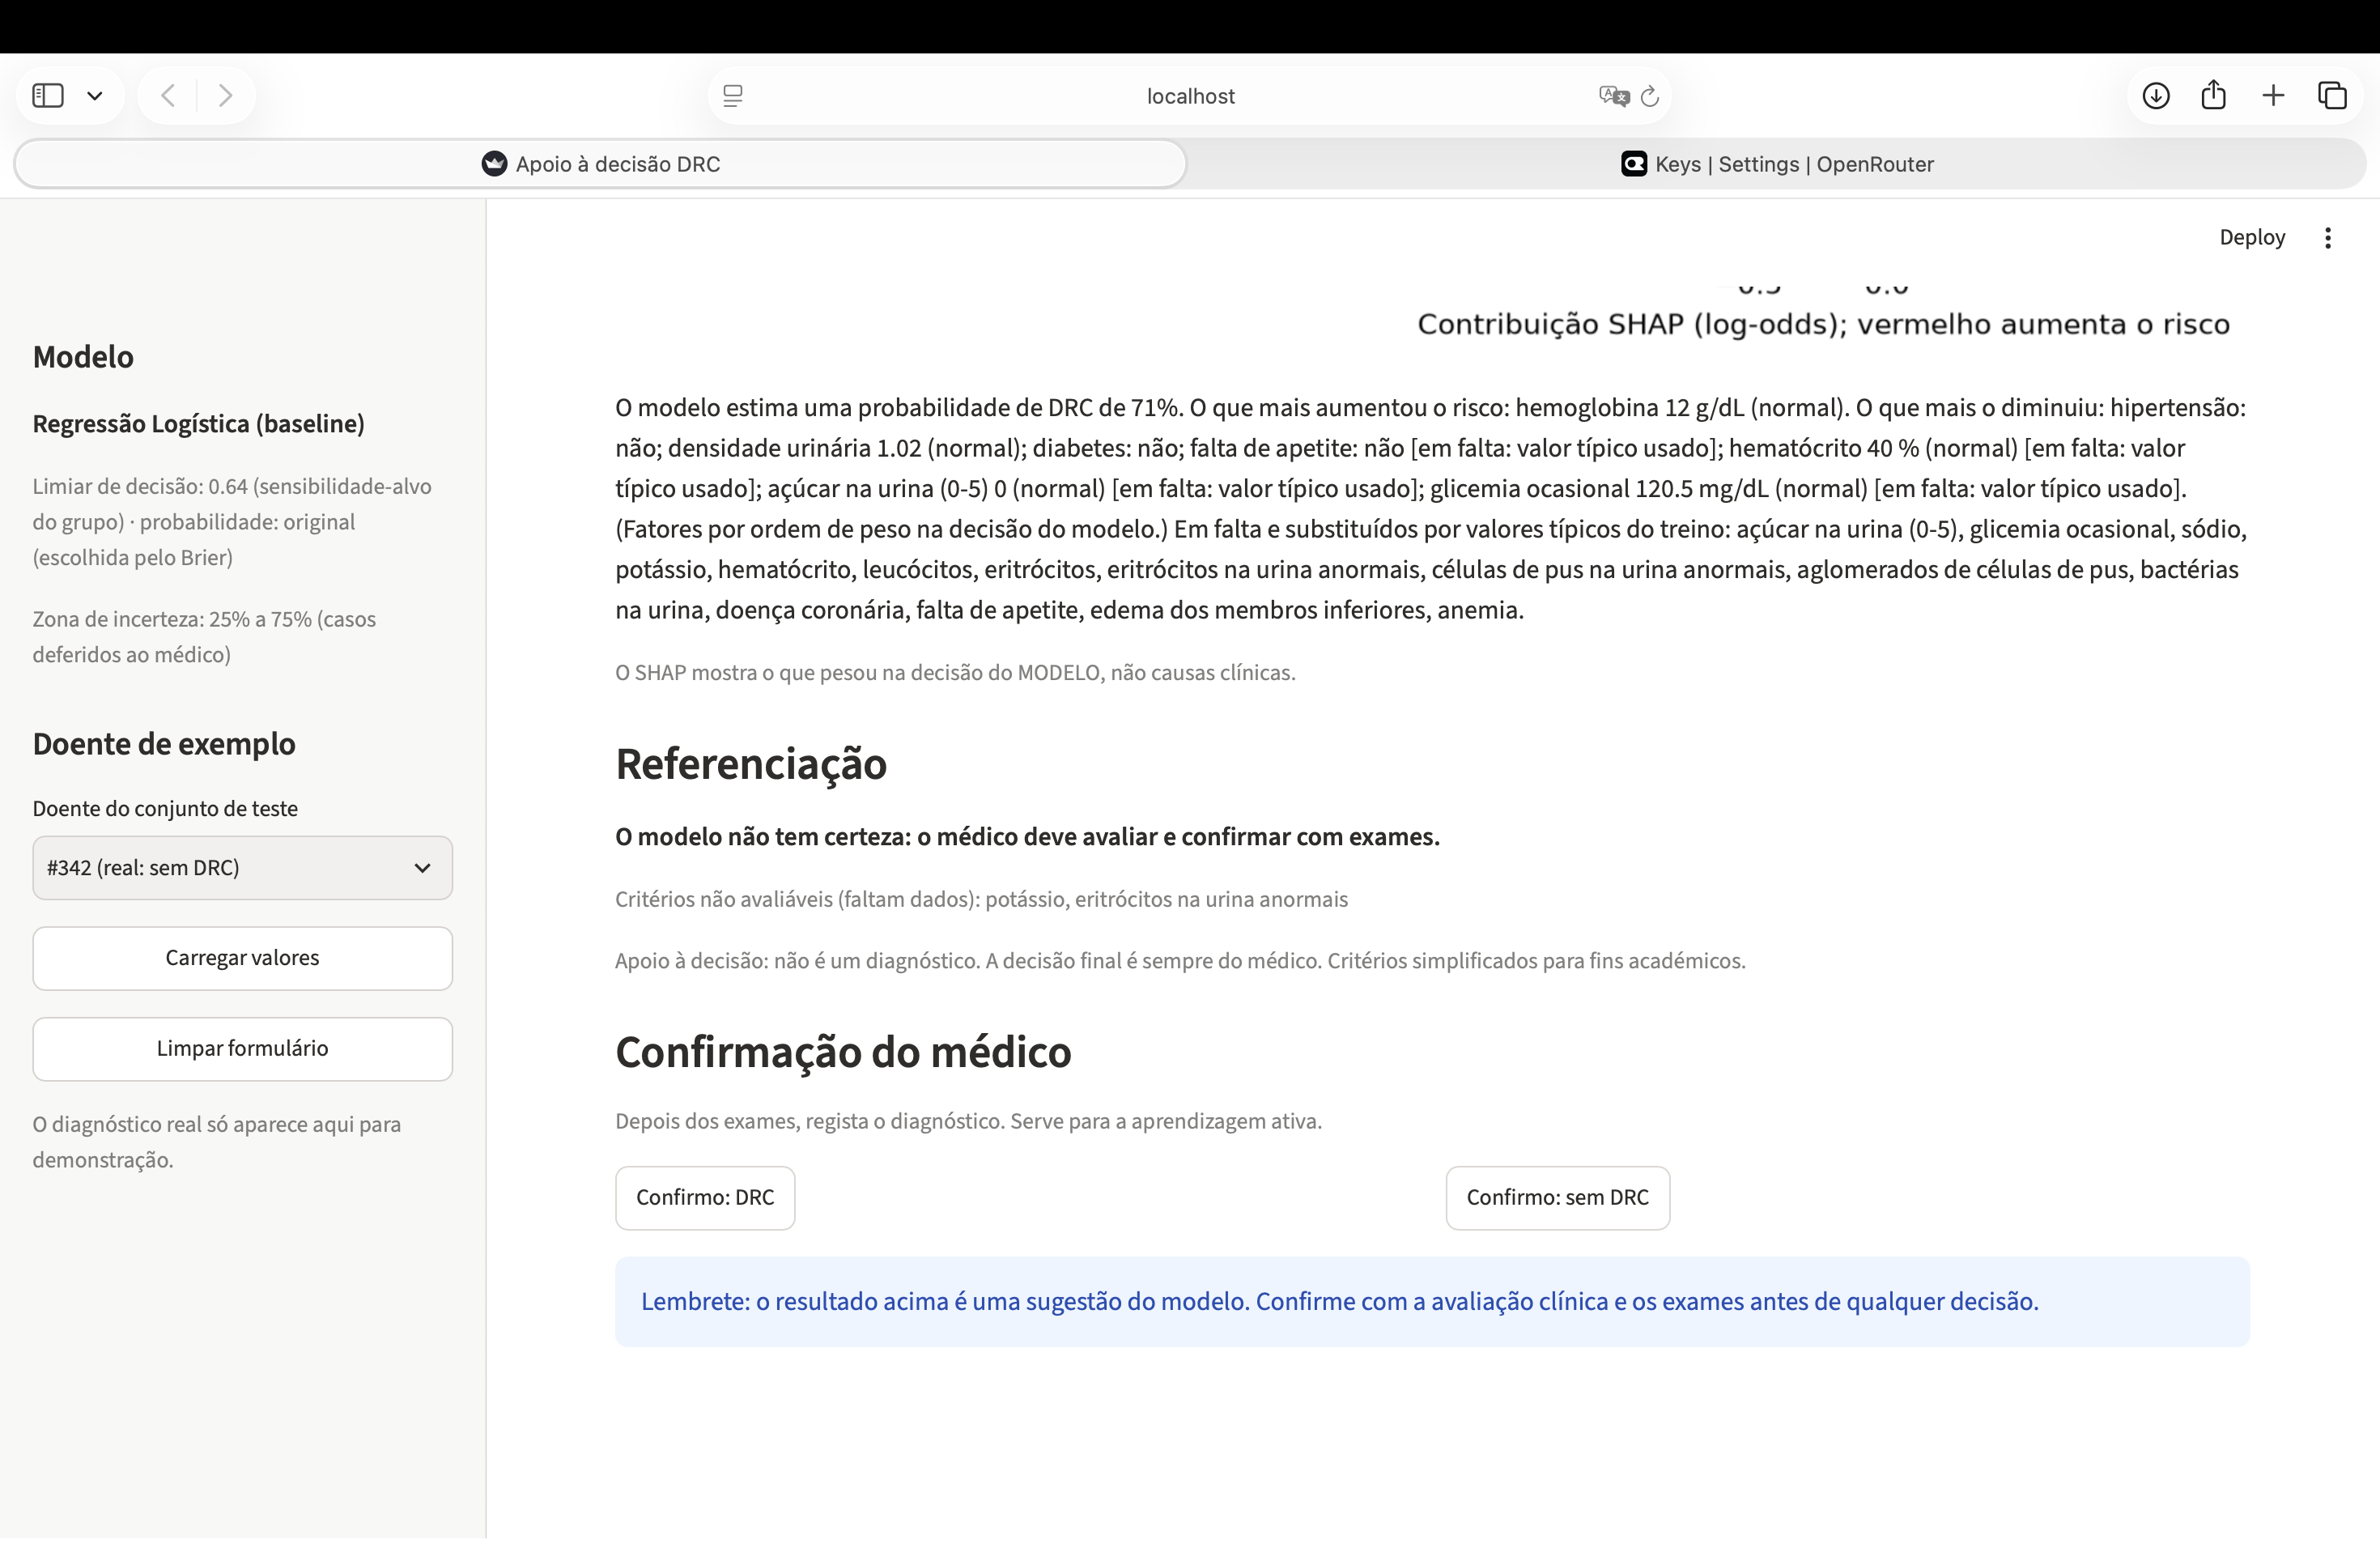 localhost
Apoio à decisão DRC
Keys | Settings | OpenRouter
Deploy
Modelo
Regressão Logística (baseline)
Limiar de decisão: 0.64 (sensibilidade-alvo
do grupo) · probabilidade: original
(escolhida pelo Brier)
Zona de incerteza: 25% a 75% (casos
deferidos ao médico)
Doente de exemplo
Doente do conjunto de teste
#342 (real: sem DRC)
Carregar valores
Limpar formulário
O diagnóstico real só aparece aqui para
demonstração.
Contribuição SHAP (log-odds); vermelho aumenta o risco
O modelo estima uma probabilidade de DRC de 71%. O que mais aumentou o risco: hemoglobina 12 g/dL (normal). O que mais o diminuiu: hipertensão:
não; densidade urinária 1.02 (normal); diabetes: não; falta de apetite: não [em falta: valor típico usado]; hematócrito 40 % (normal) [em falta: valor
típico usado]; açúcar na urina (0-5) 0 (normal) [em falta: valor típico usado]; glicemia ocasional 120.5 mg/dL (normal) [em falta: valor típico usado].
(Fatores por ordem de peso na decisão do modelo.) Em falta e substituídos por valores típicos do treino: açúcar na urina (0-5), glicemia ocasional, sódio,
potássio, hematócrito, leucócitos, eritrócitos, eritrócitos na urina anormais, células de pus na urina anormais, aglomerados de células de pus, bactérias
na urina, doença coronária, falta de apetite, edema dos membros inferiores, anemia.
O SHAP mostra o que pesou na decisão do MODELO, não causas clínicas.
Referenciação
O modelo não tem certeza: o médico deve avaliar e confirmar com exames.
Critérios não avaliáveis (faltam dados): potássio, eritrócitos na urina anormais
Apoio à decisão: não é um diagnóstico. A decisão final é sempre do médico. Critérios simplificados para fins académicos.
Confirmação do médico
Depois dos exames, regista o diagnóstico. Serve para a aprendizagem ativa.
Confirmo: DRC
Confirmo: sem DRC
Lembrete: o resultado acima é uma sugestão do modelo. Confirme com a avaliação clínica e os exames antes de qualquer decisão.